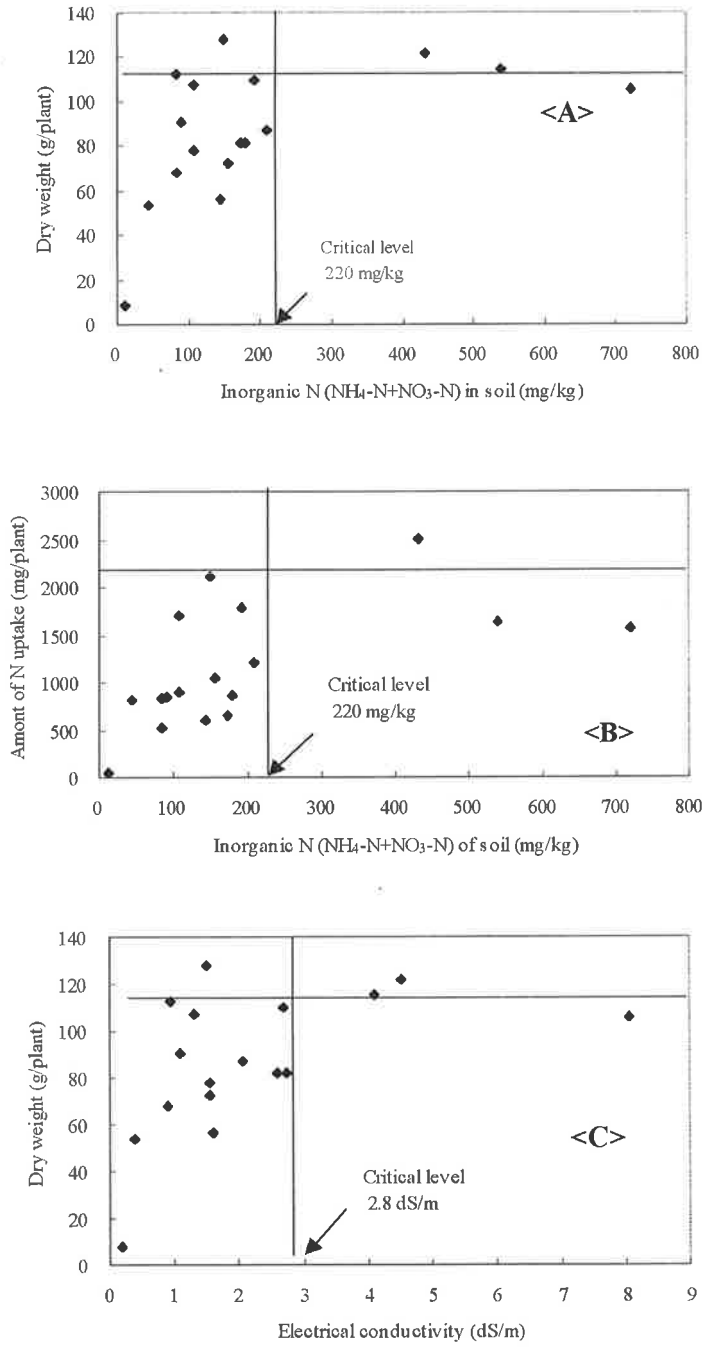 140
120
100
80
60
40
20
0
Dry weight (g/plant)
<A>
Critical level
220 mg/kg
0 100 200 300 400 500 600 700 800
Inorganic N (NH4-N+NO3-N) in soil (mg/kg)
3000
2500
2000
1500
1000
500
0
Amont of N uptake (mg/plant)
Critical level
220 mg/kg
<B>
0 100 200 300 400 500 600 700 800
Inorganic N (NH4-N+NO3-N) of soil (mg/kg)
140
120
100
80
60
40
20
0
Dry weight (g/plant)
<C>
Critical level
2.8 dS/m
0 1 2 3 4 5 6 7 8 9
Electrical conductivity (dS/m)